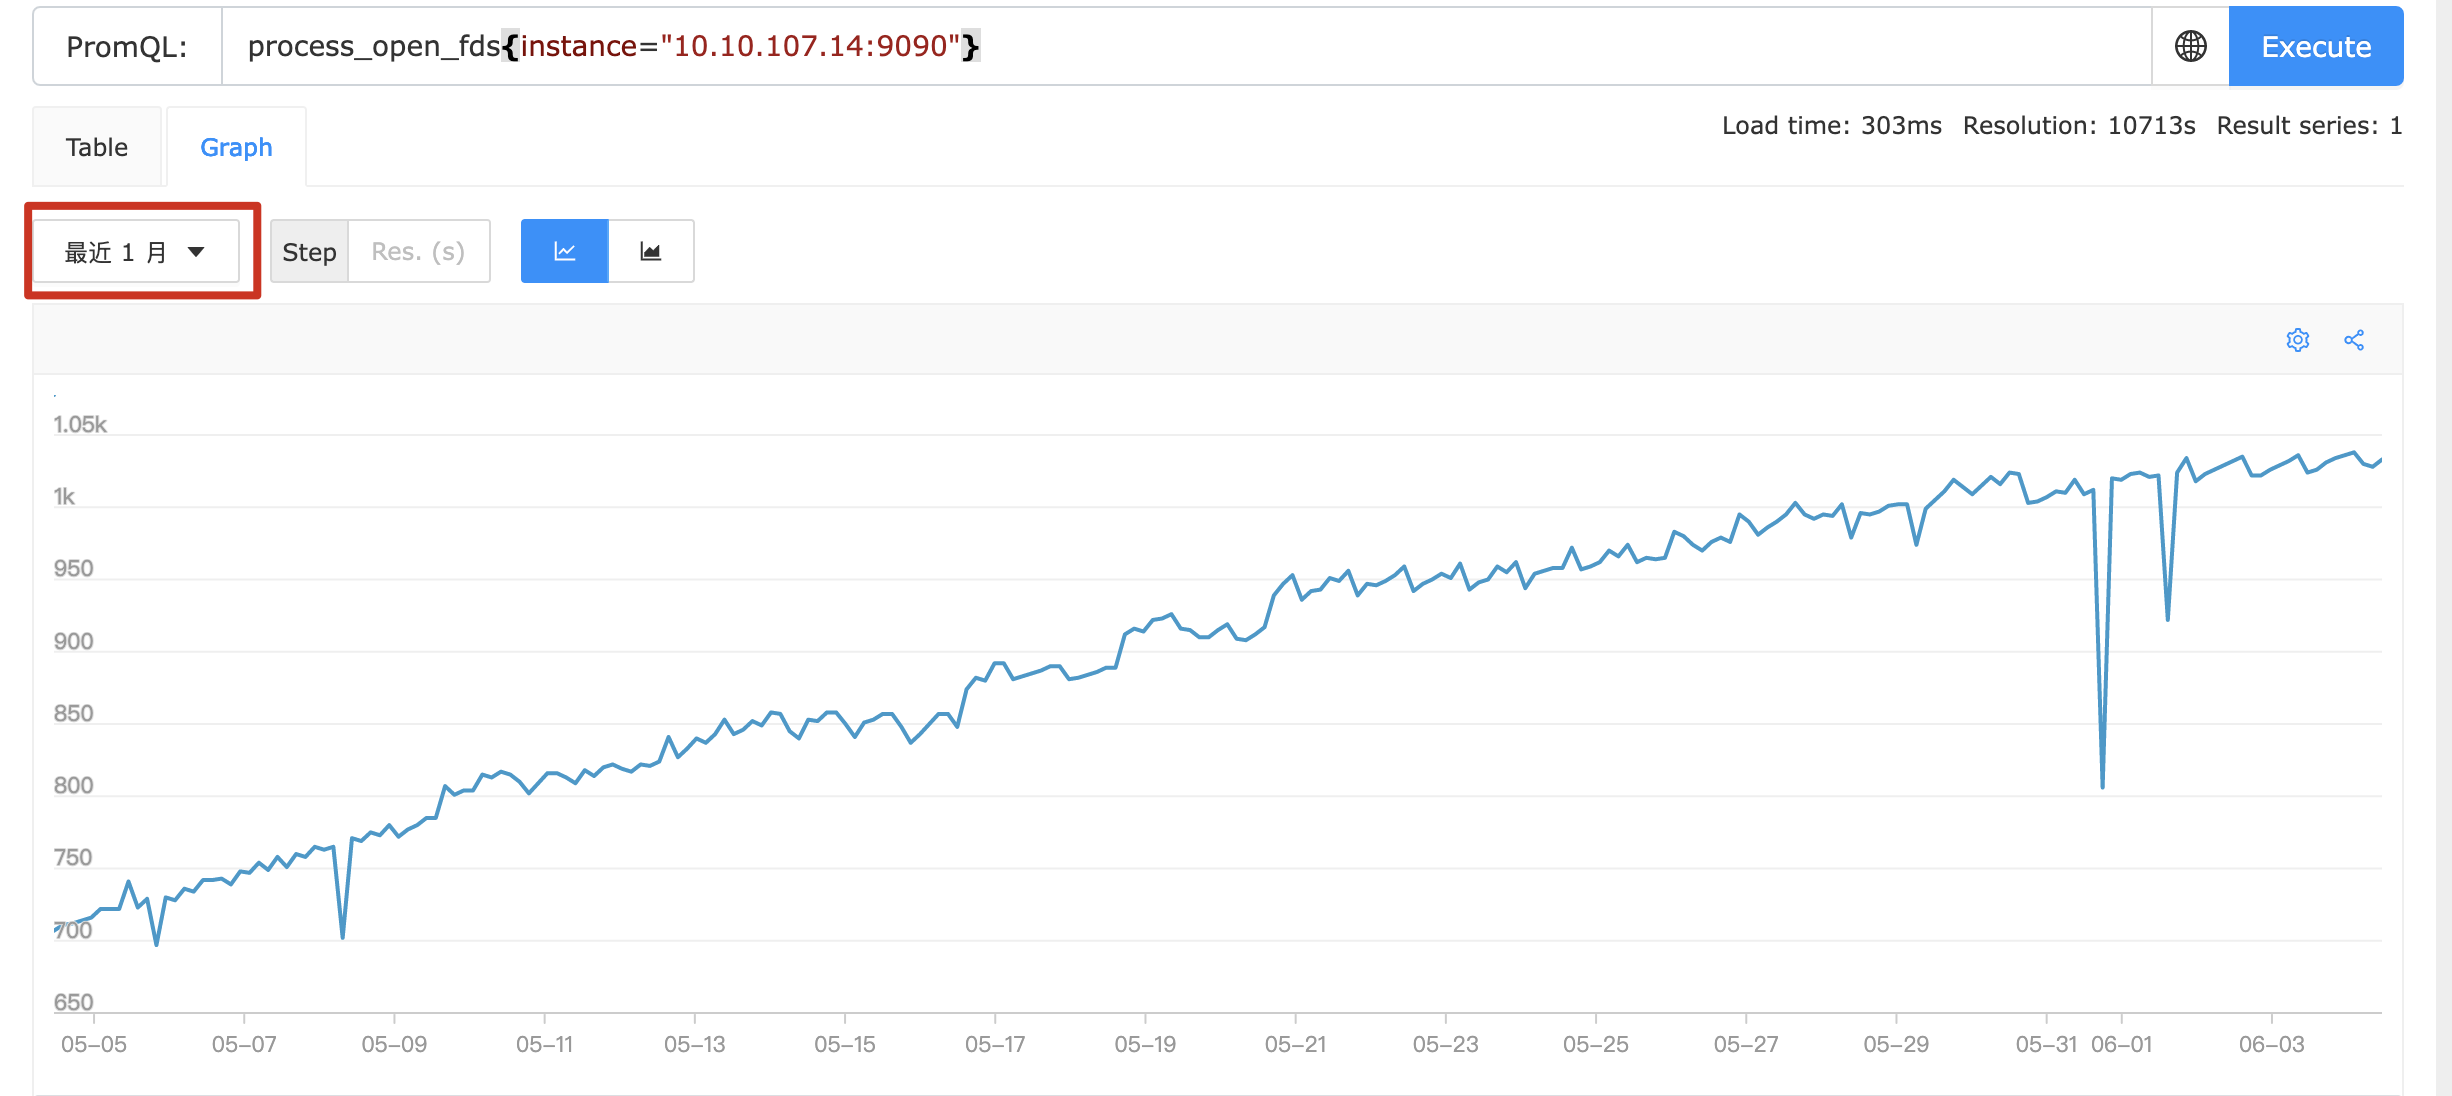 PromQL: process_open_fds{instance="10.10.107.14:9090"} Execute
Table Graph Load time: 303ms Resolution: 10713s Result series: 1
最近 1 月 Step Res. (s)
1.05k
1k
950
900
850
800
750
700
650
05-05 05-07 05-09 05-11 05-13 05-15 05-17 05-19 05-21 05-23 05-25 05-27 05-29 05-31 06-01 06-03